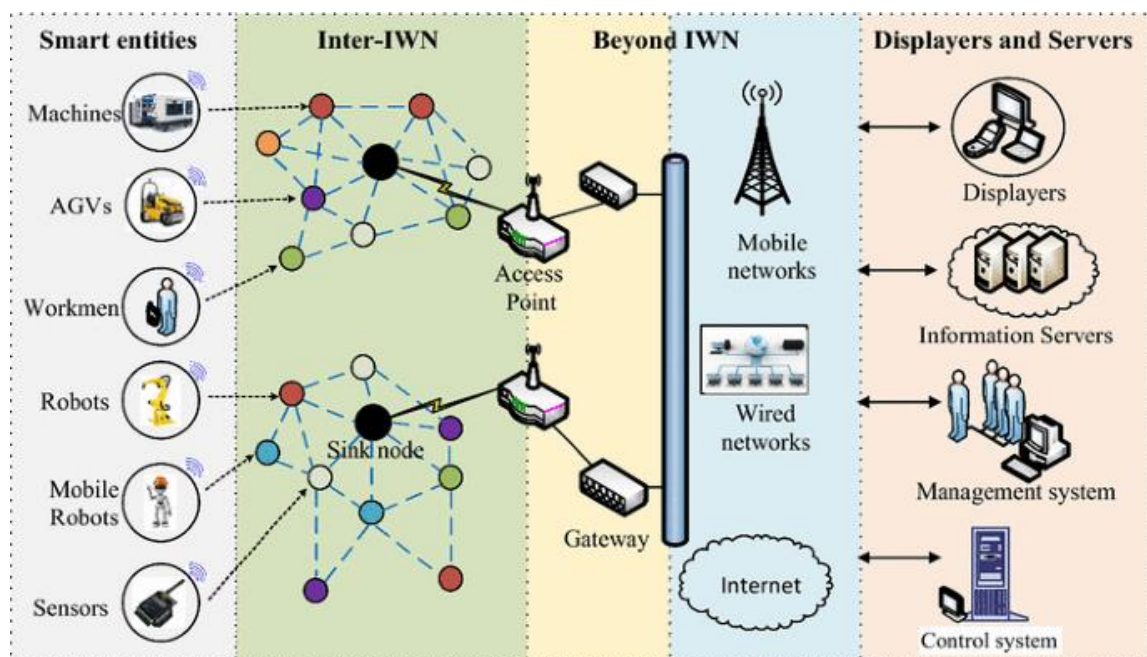 Smart entities
Inter-IWN
Beyond IWN
Displayers and Servers
Machines
AGVs
Workmen
Robots
Mobile
Robots
Sensors
Sink node
Access
Point
Gateway
Mobile
networks
Wired
networks
Internet
Displayers
Information Servers
Management system
Control system